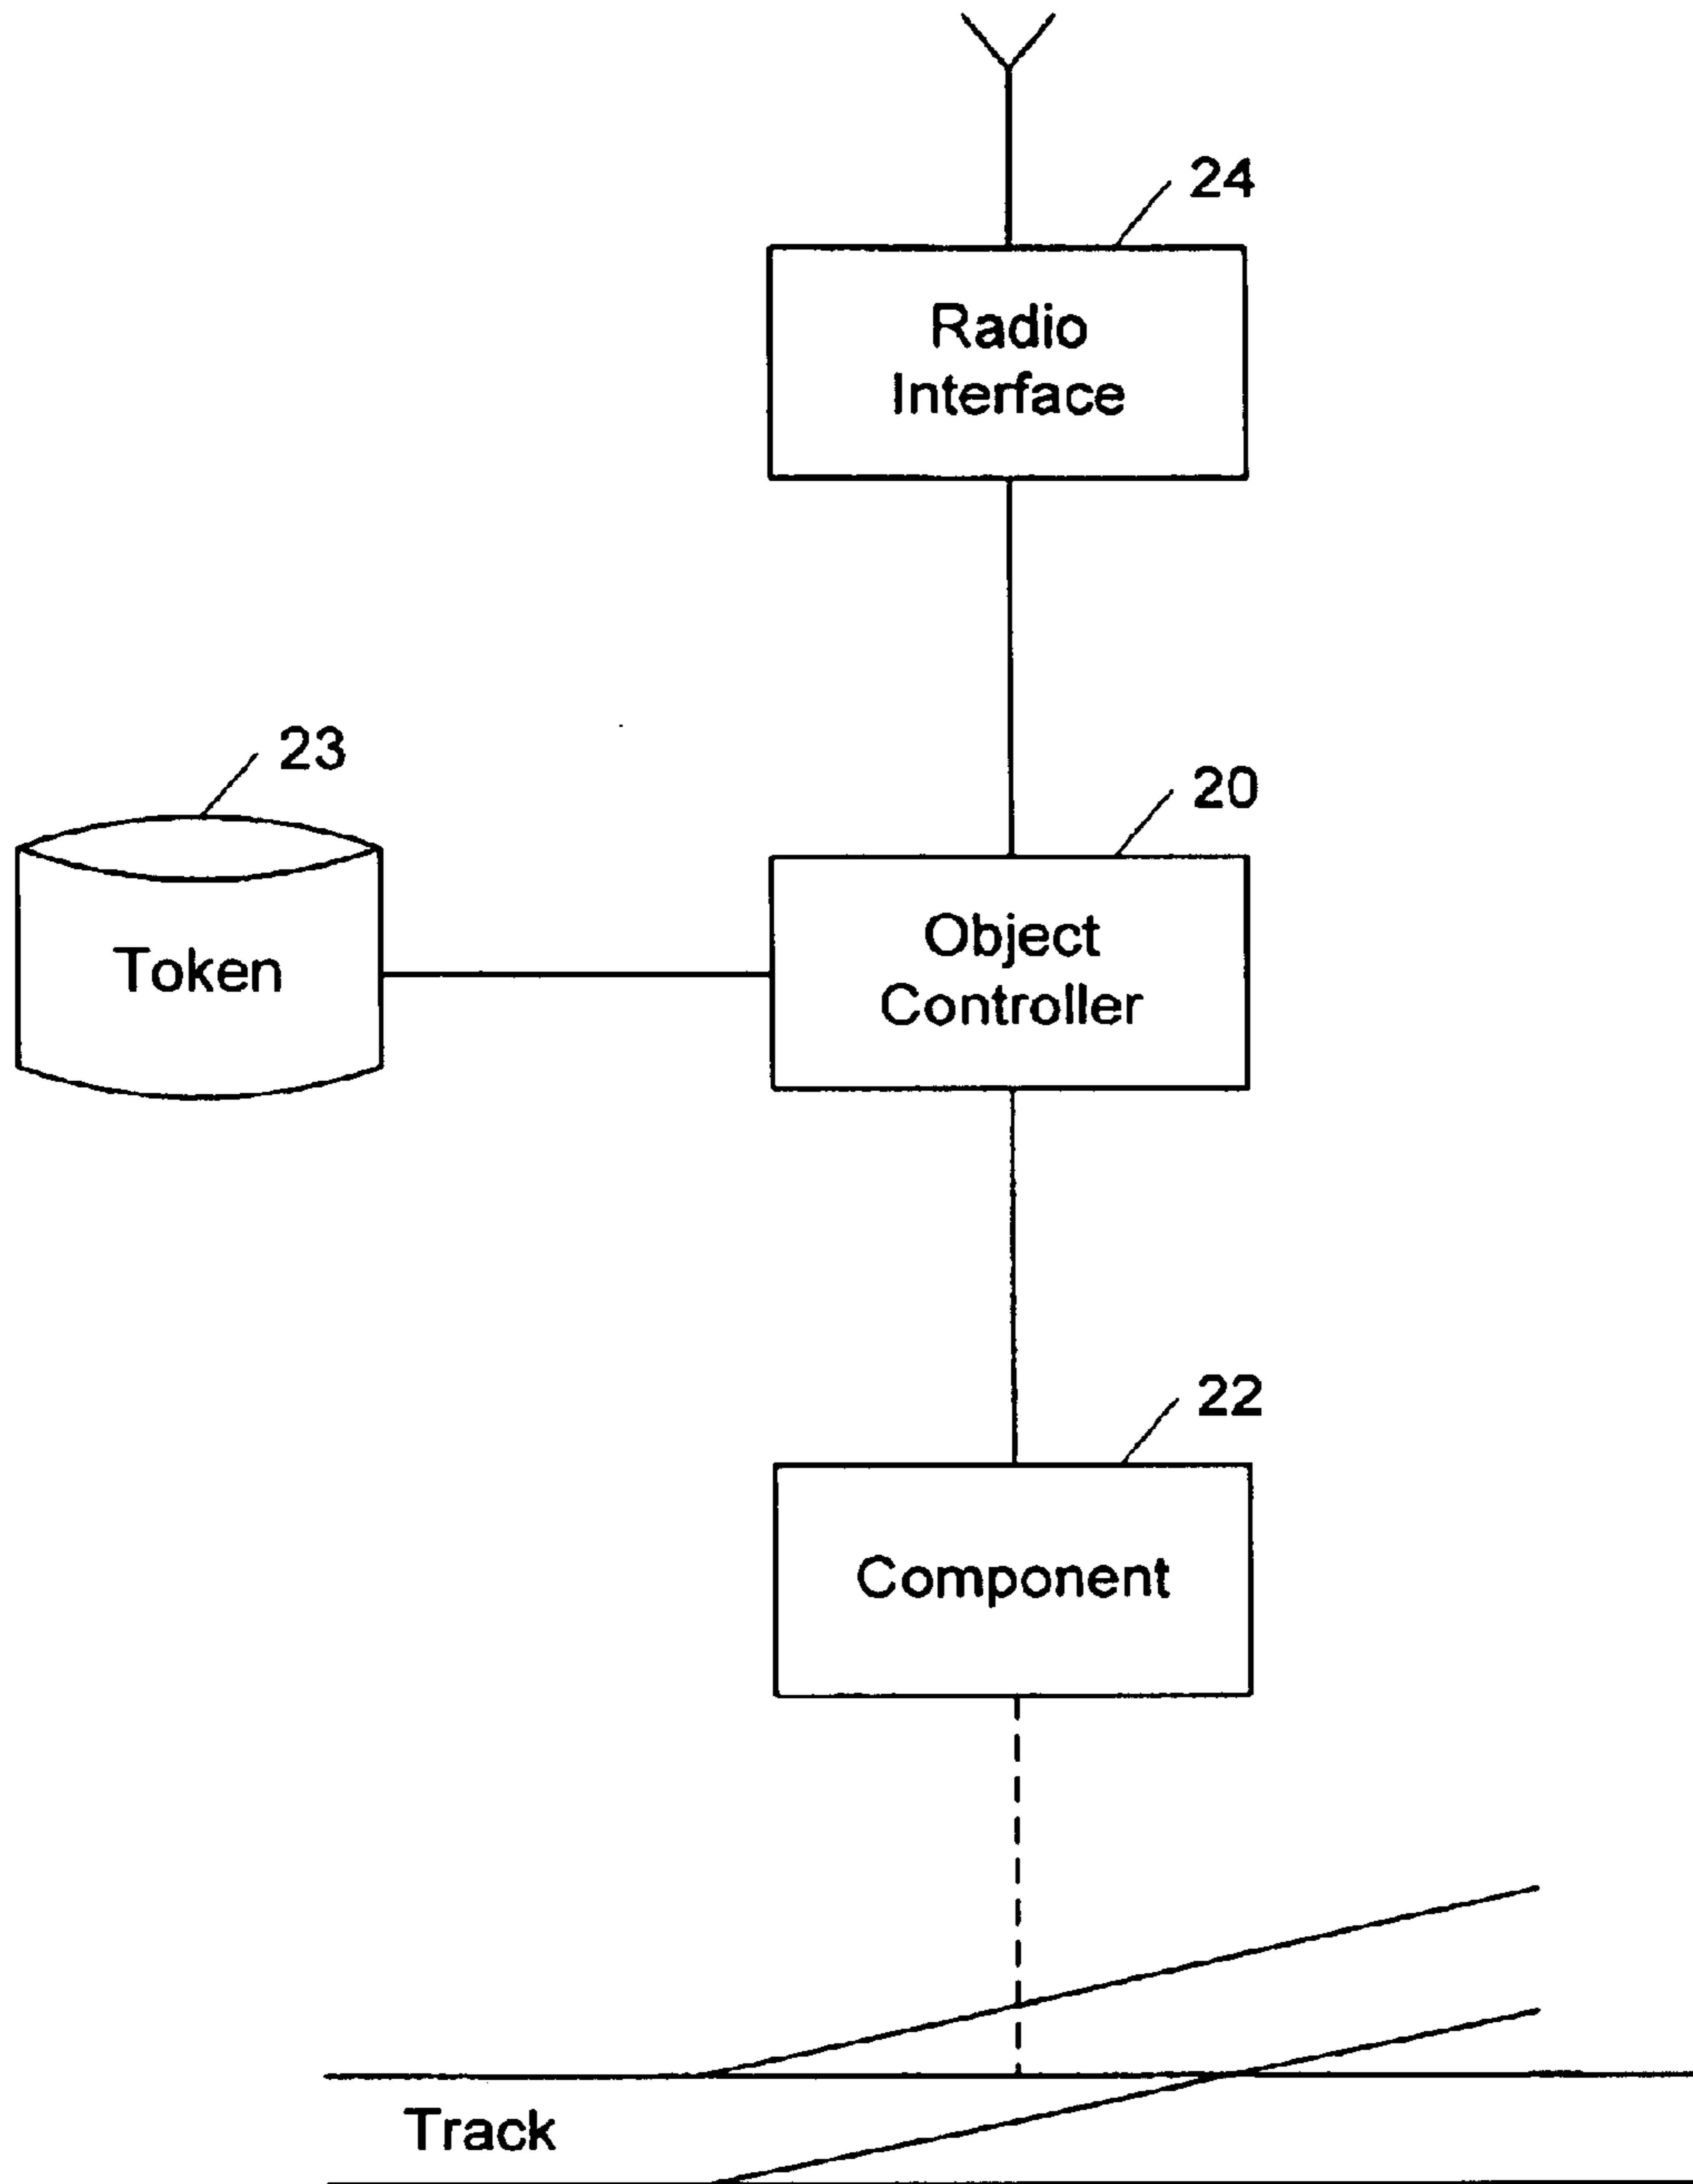 24
Radio
Interface
23
20
Token
Object
Controller
22
Component
Track